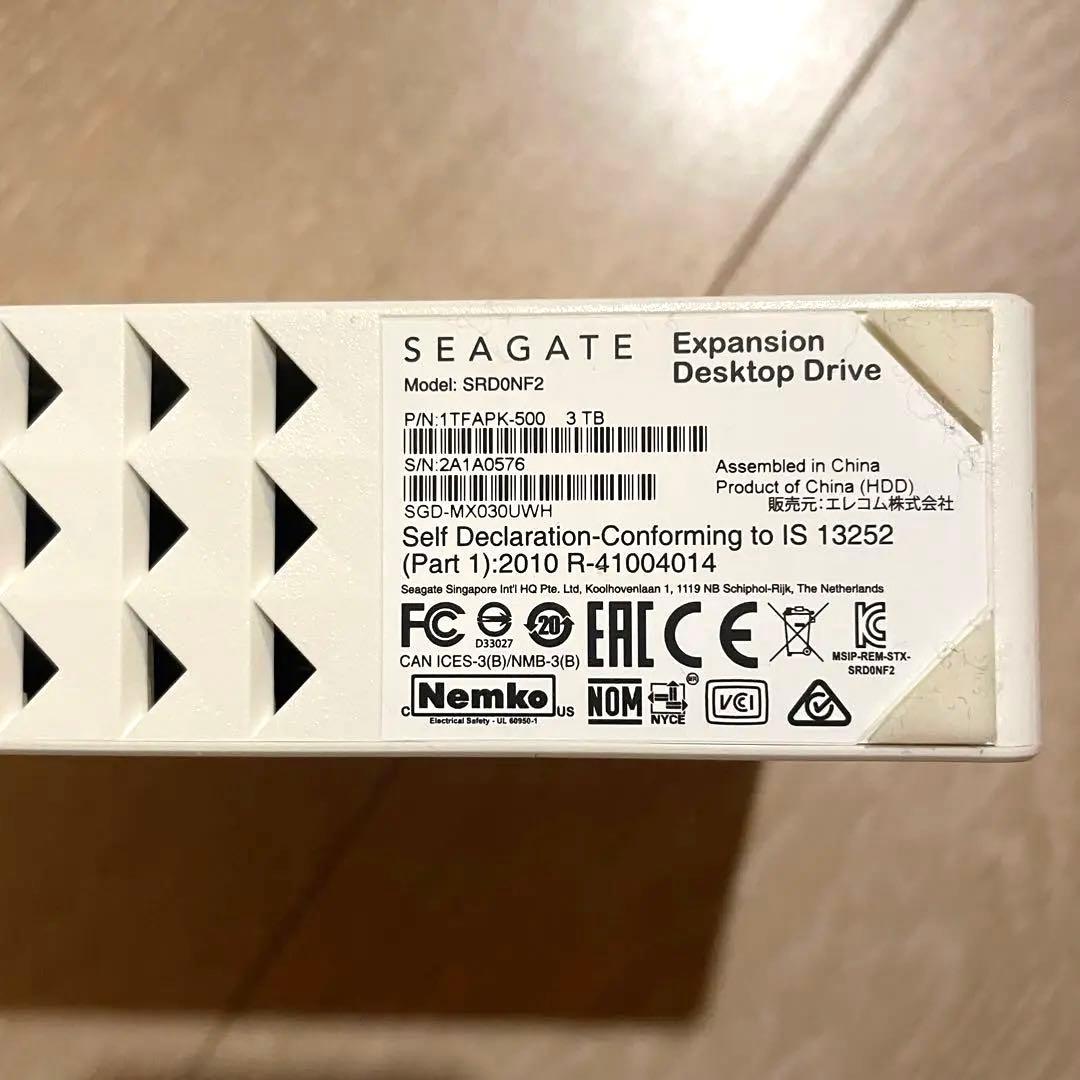 SEAGATE
Expansion
Desktop Drive
Model: SRD0NF2
P/N:1TFAPK-500 3 TB
S/N:2A1A0576
SGD-MX030UWH
Assembled in China
Product of China (HDD)
販売元：エレコム株式会社
Self Declaration-Conforming to IS 13252
(Part 1):2010 R-41004014
Seagate Singapore Int'l HQ Pte. Ltd, Koolhovenlaan 1, 1119 NB Schiphol-Rijk, The Netherlands
FC
D33027
20
EAC
CE
KC
MSIP-REM-STX-
SRD0NF2
CAN ICES-3(B)/NMB-3(B)
C Nemko US
Electrical Safety - UL 60950-1
NOM
NYCE
VCI